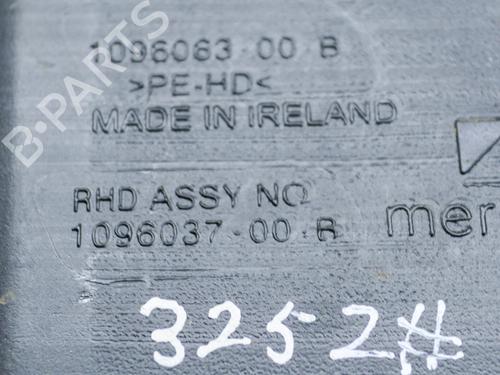 1096063 00 B
>PE-HD<
MADE IN IRELAND
RHD ASSY NO
1096037-00-B
mer
3252#
B-PARTS